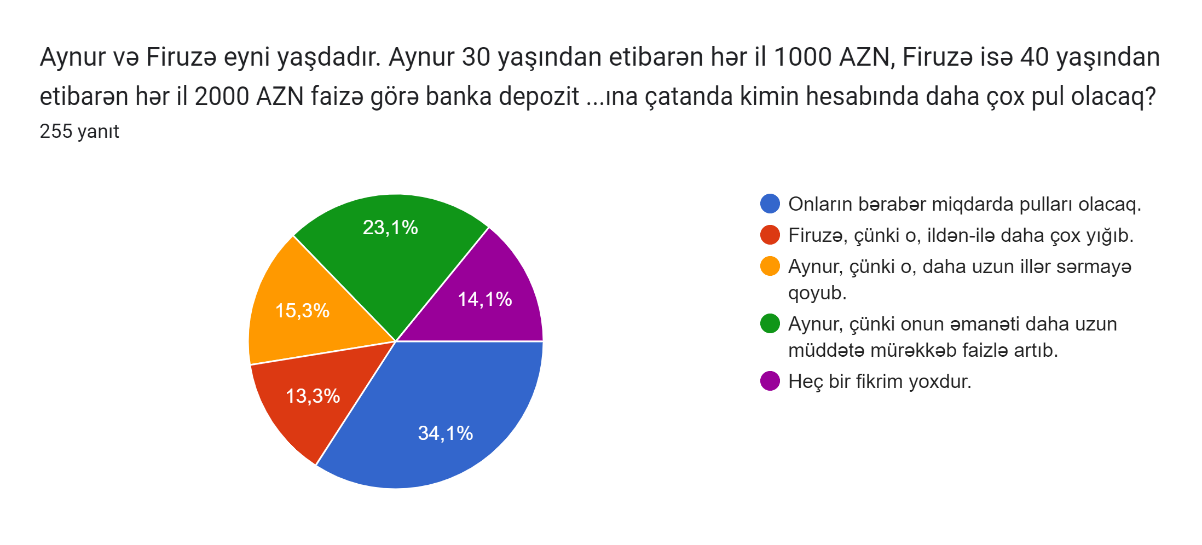 Aynur və Firuzə eyni yaşdadır. Aynur 30 yaşından etibarən hər il 1000 AZN, Firuzə isə 40 yaşından
etibarən hər il 2000 AZN faizə görə banka depozit ...ına çatanda kimin hesabında daha çox pul olacaq?
255 yanıt
23,1%
14,1%
15,3%
13,3%
34,1%
Onların bərabər miqdarda pulları olacaq.
Firuzə, çünki o, ildən-ilə daha çox yığıb.
Aynur, çünki o, daha uzun illər sərmayə
qoyub.
Aynur, çünki onun əmanəti daha uzun
müddətə mürəkkəb faizlə artıb.
Heç bir fikrim yoxdur.